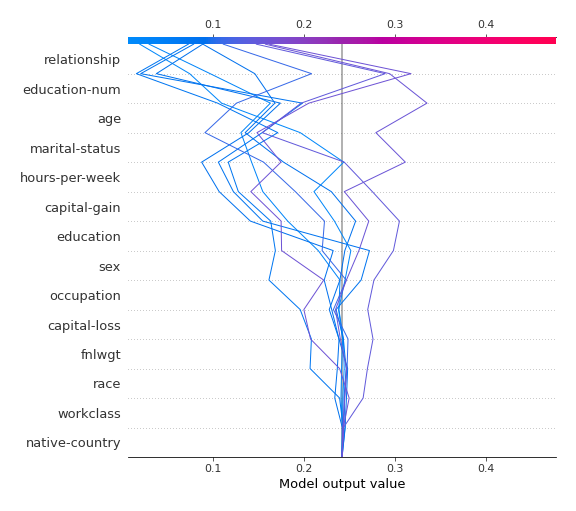 0.1 0.2 0.3 0.4
relationship
education-num
age
marital-status
hours-per-week
capital-gain
education
sex
occupation
capital-loss
fnlwgt
race
workclass
native-country
0.1 0.2 0.3 0.4
Model output value